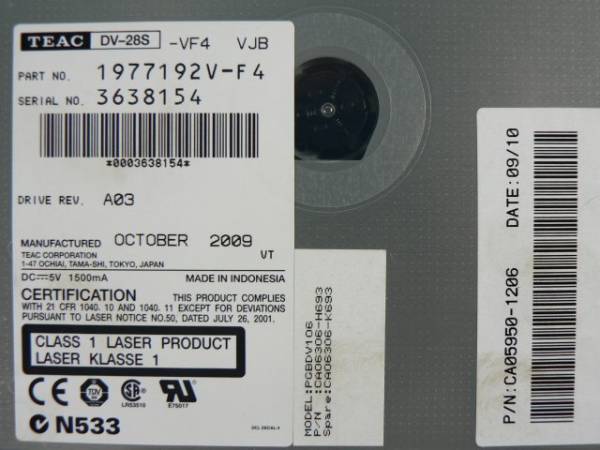 TEAC DV-28S -VF4 VJB
PART NO. 1977192V-F4
SERIAL NO. 3638154
*0003638154*
DRIVE REV. A03
MANUFACTURED OCTOBER 2009
TEAC CORPORATION VT
1-47 OCHIAI, TAMA-SHI, TOKYO, JAPAN
DC 5V 1500mA MADE IN INDONESIA
CERTIFICATION THIS PRODUCT COMPLIES
WITH 21 CFR 1040. 10 AND 1040. 11 EXCEPT FOR DEVIATIONS
PURSUANT TO LASER NOTICE NO.50, DATED JULY 26, 2001.
CLASS 1 LASER PRODUCT
LASER KLASSE 1
LR53510 E75017
N533
MODEL:PCBDV106
P/N :CA06306-H693
Spare:CA06306-K693
P/N:CA05950-1206 DATE:09/10